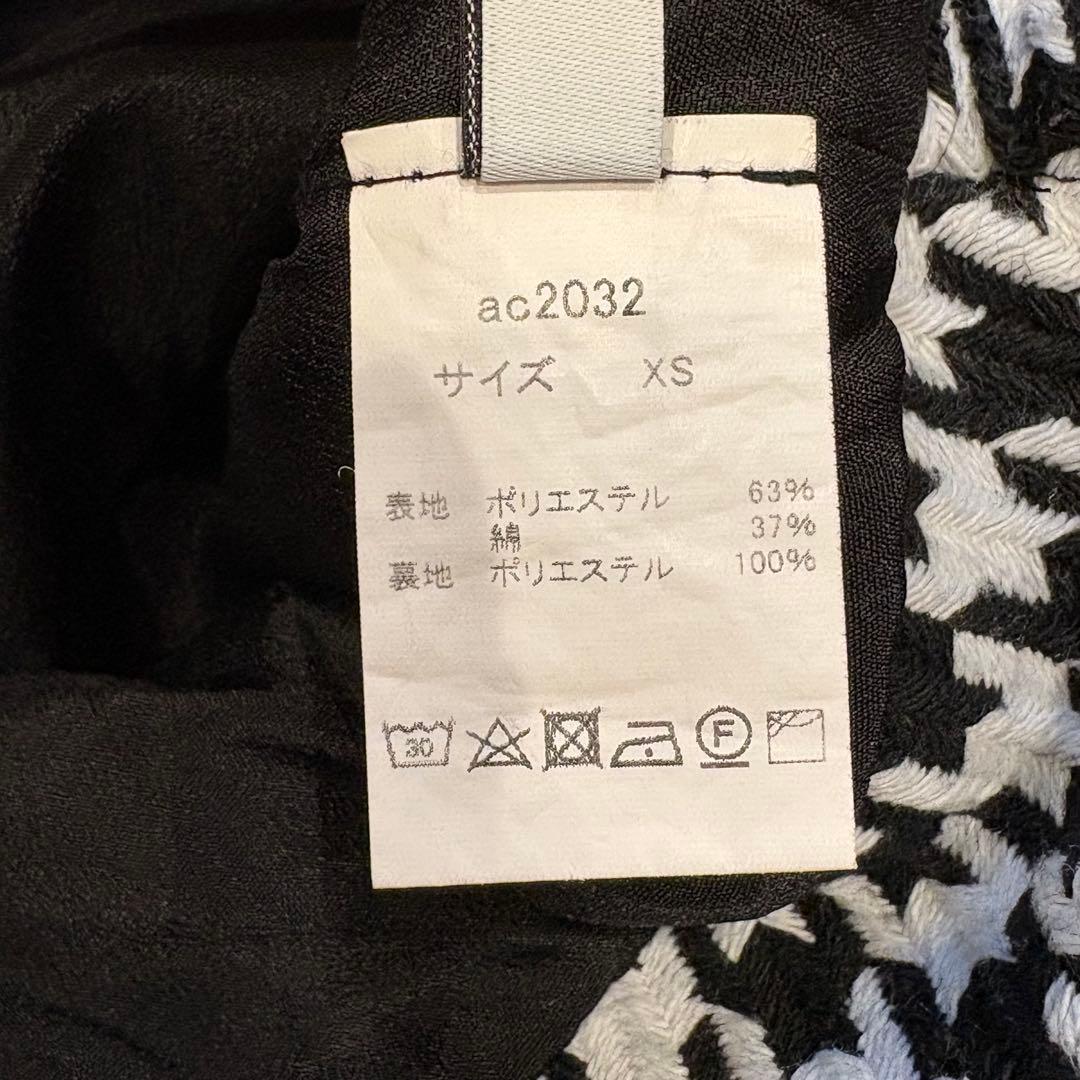 ac2032
サイズ XS
表地 ポリエステル 63%
綿 37%
裏地 ポリエステル 100%
30 F